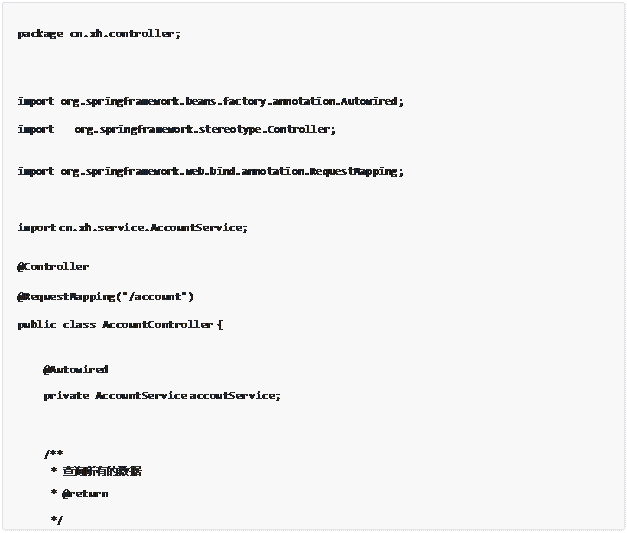 package cn.xh.controller;
import org.springframework.beans.factory.annotation.Autowired;
import org.springframework.stereotype.Controller;
import org.springframework.web.bind.annotation.RequestMapping;
import cn.xh.service.AccountService;
@Controller
@RequestMapping("/account")
public class AccountController {
@Autowired
private AccountService accoutService;
/**
* 查询所有的数据
* @return
*/